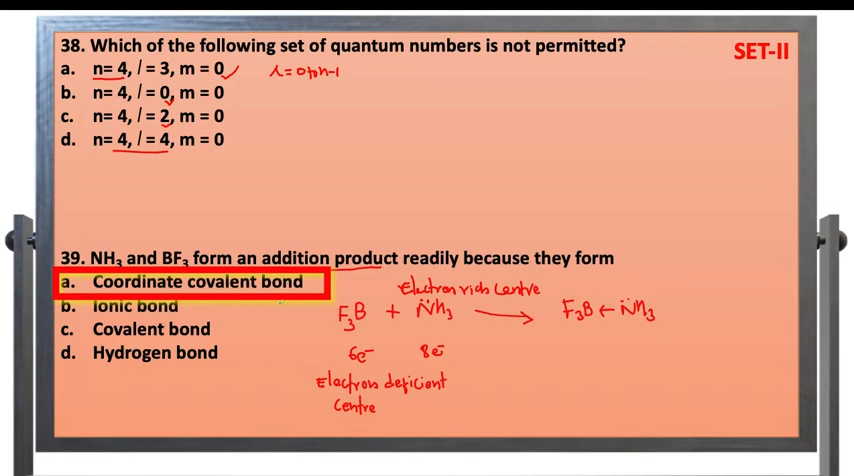 38. Which of the following set of quantum numbers is not permitted?
SET-II
a. n= 4, l = 3, m = 0 l = 0 to n-1
b. n= 4, l = 0, m = 0
c. n= 4, l = 2, m = 0
d. n= 4, l = 4, m = 0
39. NH₃ and BF₃ form an addition product readily because they form
a. Coordinate covalent bond
Electron rich centre
b. Ionic bond
F₃B + N̈H₃ → F₃B ← N̈H₃
c. Covalent bond
d. Hydrogen bond
6e⁻ 8e⁻
Electron deficient
centre